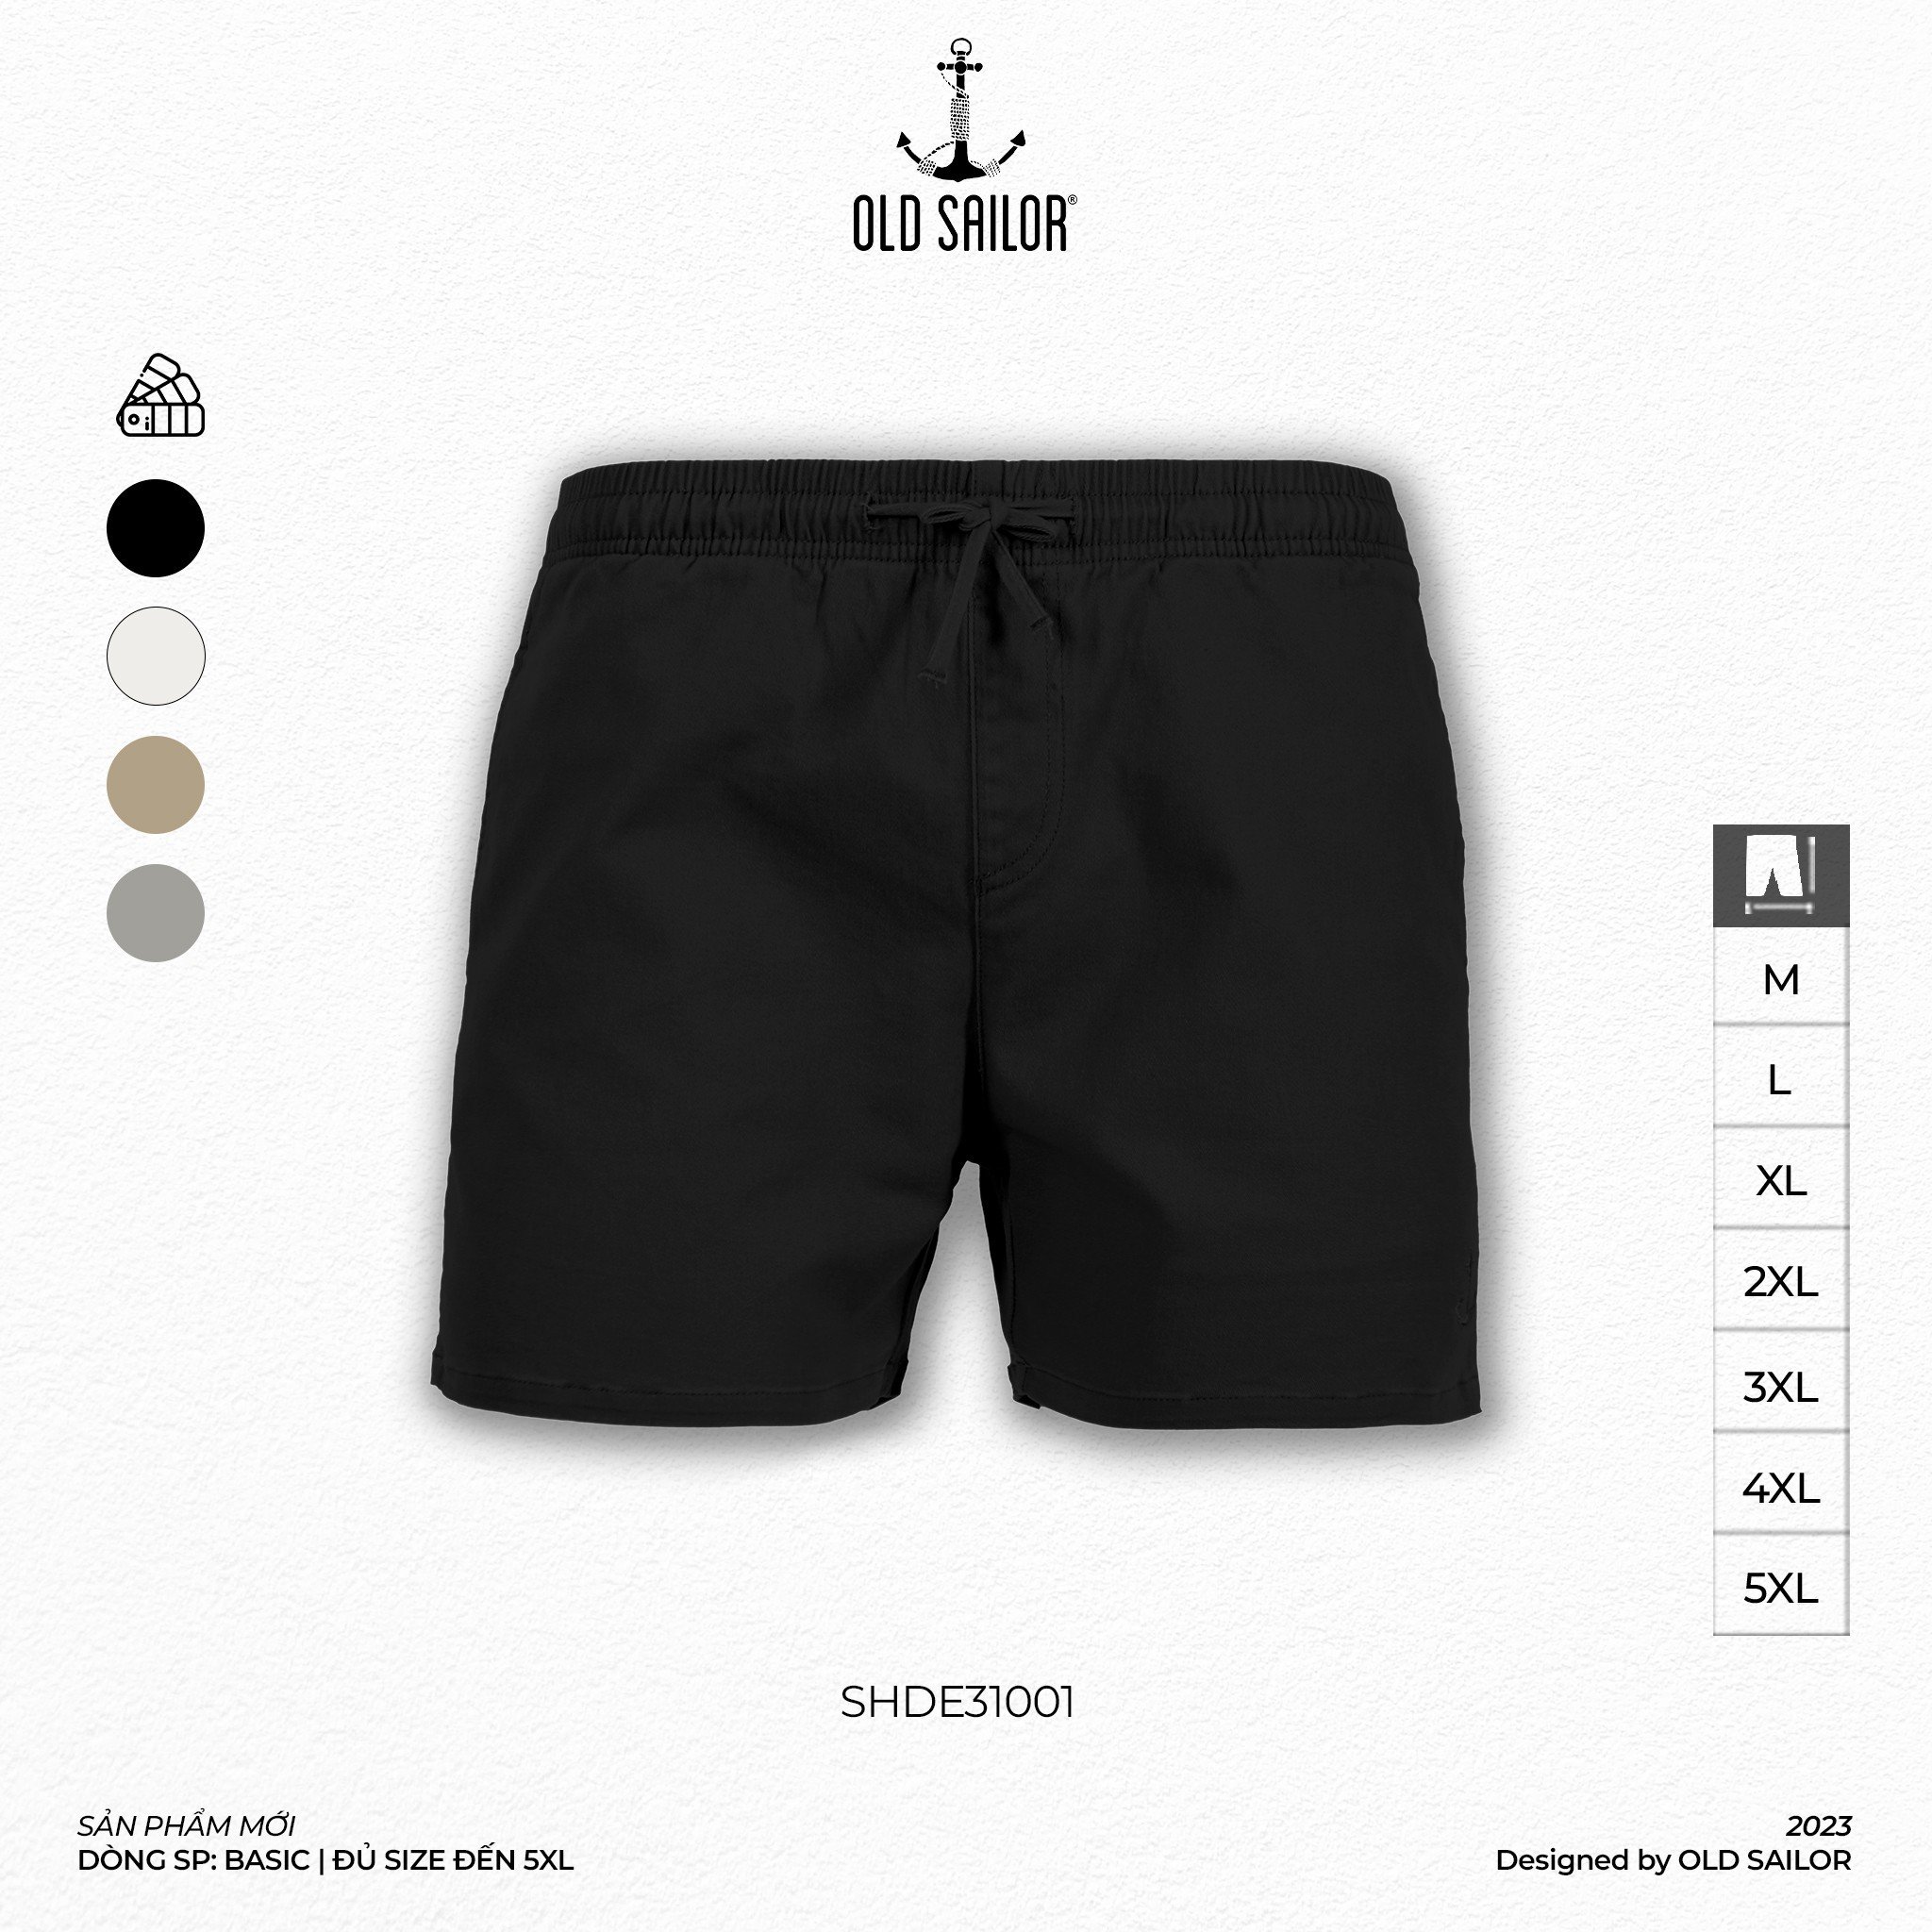 OLD SAILOR®
M
L
XL
2XL
3XL
4XL
5XL
SHDE31001
SẢN PHẨM MỚI
DÒNG SP: BASIC | ĐỦ SIZE ĐẾN 5XL
2023
Designed by OLD SAILOR